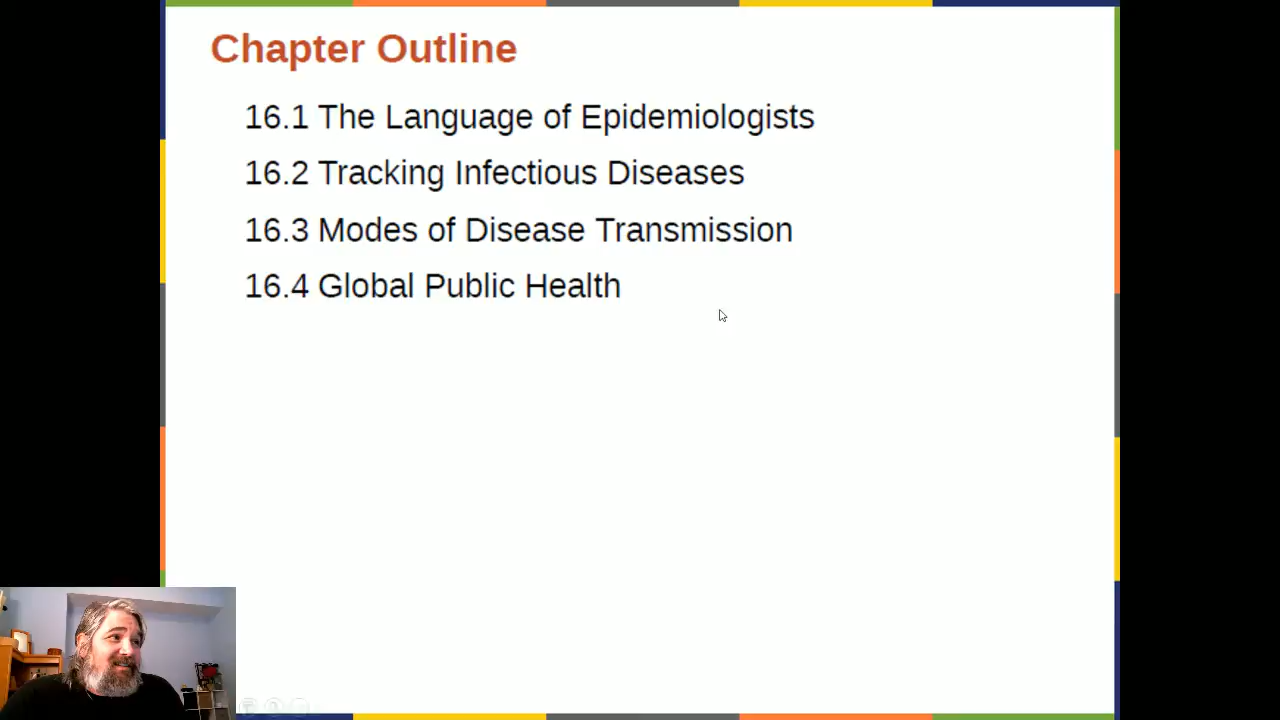 Chapter Outline
16.1 The Language of Epidemiologists
16.2 Tracking Infectious Diseases
16.3 Modes of Disease Transmission
16.4 Global Public Health